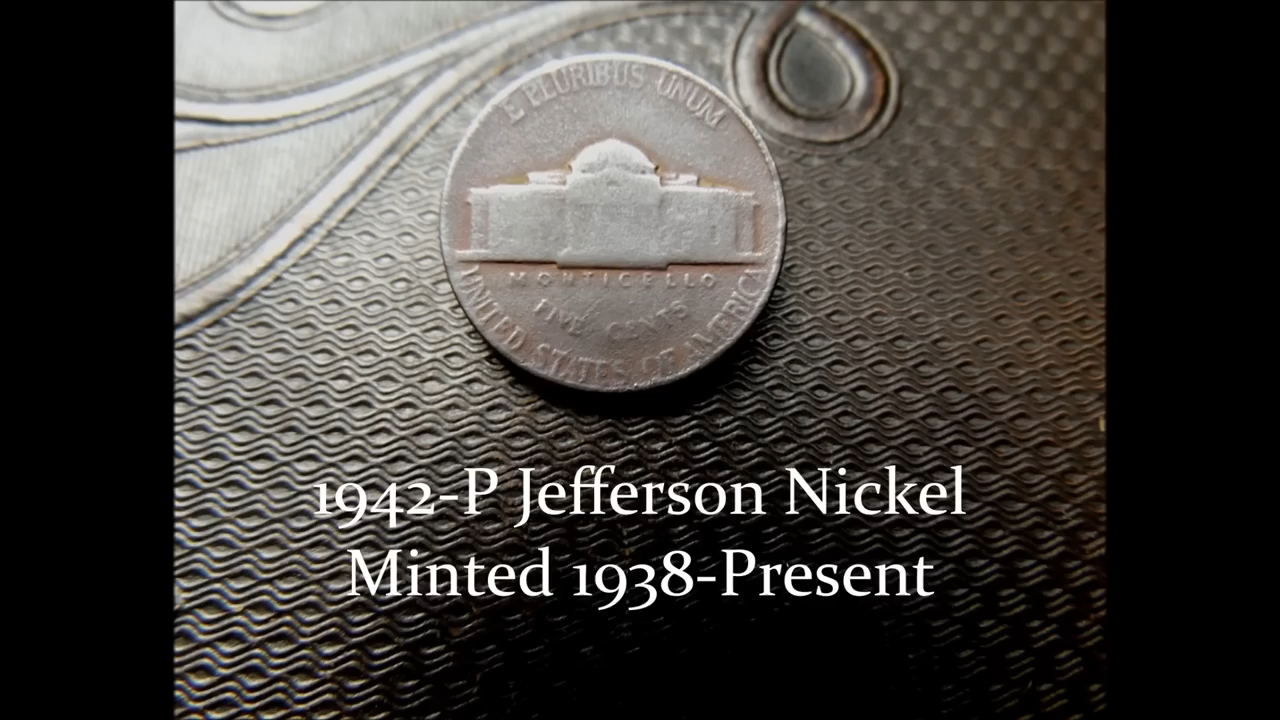 E PLURIBUS UNUM
MONTICELLO
FIVE CENTS
UNITED STATES OF AMERICA
1942-P Jefferson Nickel
Minted 1938-Present